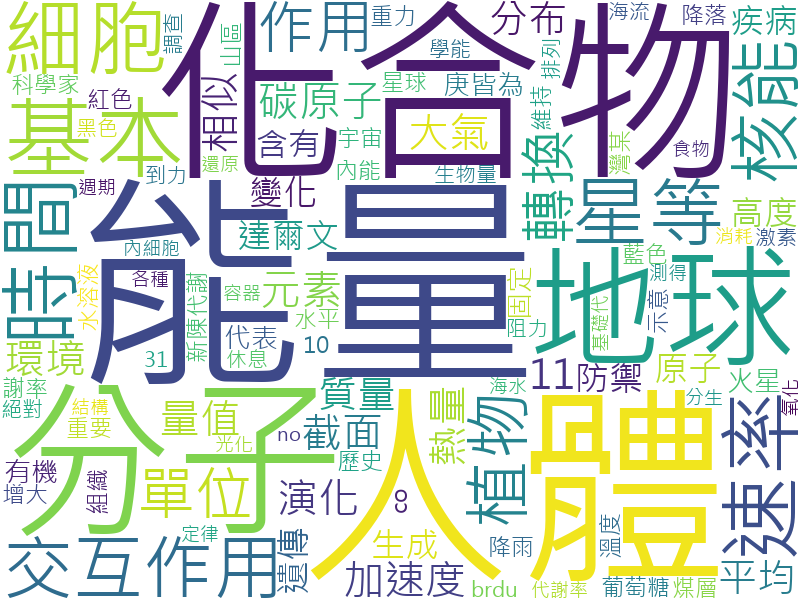 細胞
化合物
作用
重力
分布
海流
降落
疾病
調查
山區
學能
排列
科學家
基本
紅色
黑色
相似
碳原子
星球
庚皆為
維持
核能
含有
宇宙
大氣
灣某
食物
還原
內能
生物量
轉換
時間
週期
到力
變化
能量
星等
高度
內細胞
達爾文
消耗
激素
水溶液
各種
新陳代謝
容器
元素
固定
藍色
測得
地球
環境
代表
水平
阻力
基礎代
示意
31
休息
10
謝率
絕對
分子
人體
質量
海水
11
防禦
原子
火星
氧化
結構
重要
量值
光化
no
截面
熱量
植物
分生
速率
有機
增大
組織
單位
歷史
演化
8
定律
遺傳
生成
降雨
溫度
交互作用
加速度
brdu
代謝率
葡萄糖
煤層
平均